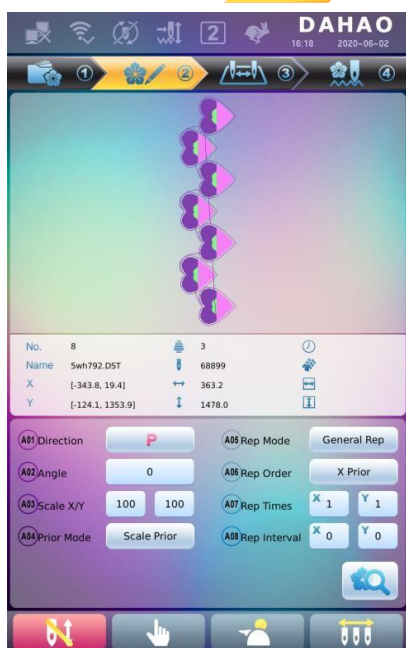 2 DAHAO
16:18 2020-06-02
1 2 3 4
No. 8 3
Name 5wh792.DST 68899
X [-343.8, 19.4] 363.2
Y [-124.1, 1353.9] 1478.0
A01 Direction P A05 Rep Mode General Rep
A02 Angle 0 A06 Rep Order X Prior
A03 Scale X/Y 100 100 A07 Rep Times X 1 Y 1
A04 Prior Mode Scale Prior A08 Rep Interval X 0 Y 0